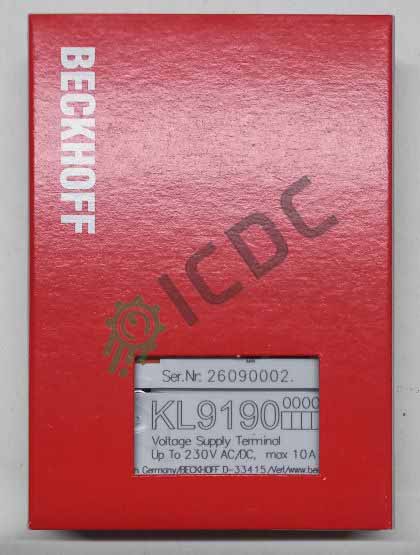 BECKHOFF
ICDC
Ser.Nr: 26090002.
KL9190 0000
Voltage Supply Terminal
Up To 230V AC/DC, max 10A
Germany/BECKHOFF D-33415/Verl/www.be